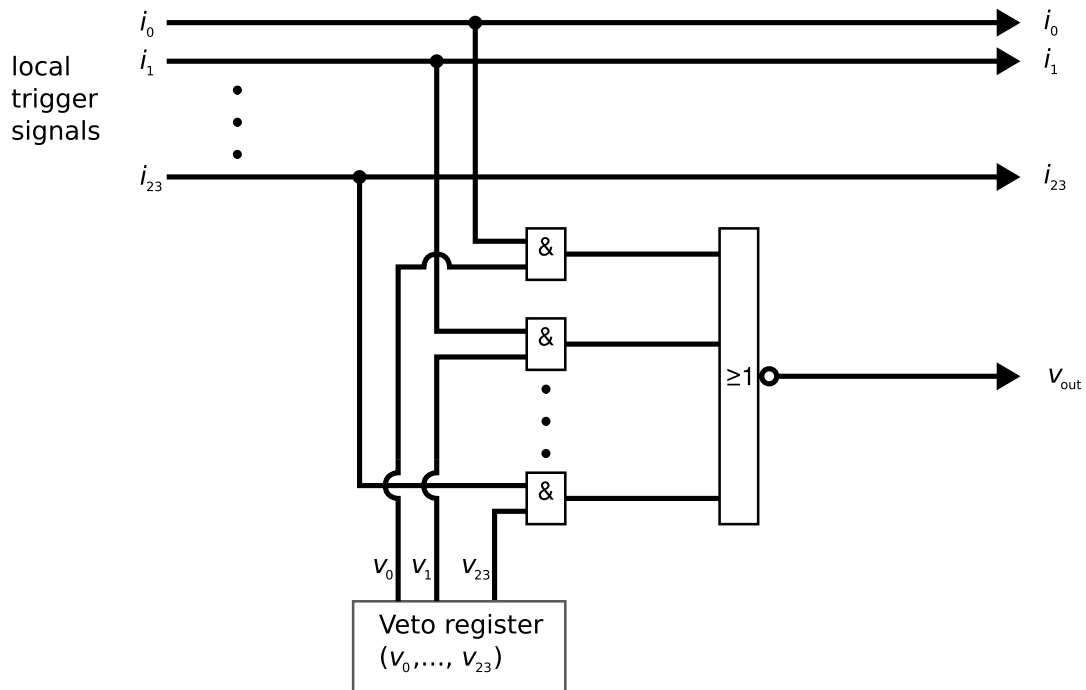 i0 i0
local i1 i1
trigger
signals
i23 i23
&
&
≥1 vout
&
v0 v1 v23
Veto register
(v0,..., v23)